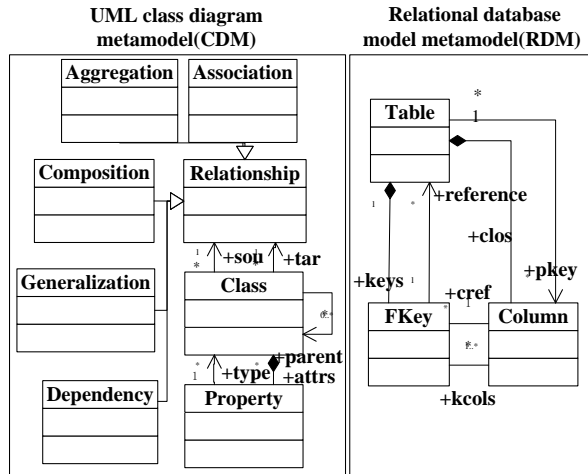 UML class diagram
metamodel(CDM)
Relational database
model metamodel(RDM)
Aggregation
Association
Composition
Relationship
Generalization
Dependency
+sou
+tar
Class
+parent
+type
+attrs
Property
Table
*
1
+reference
+clos
+keys
+cref
+pkey
FKey
Column
+kcols